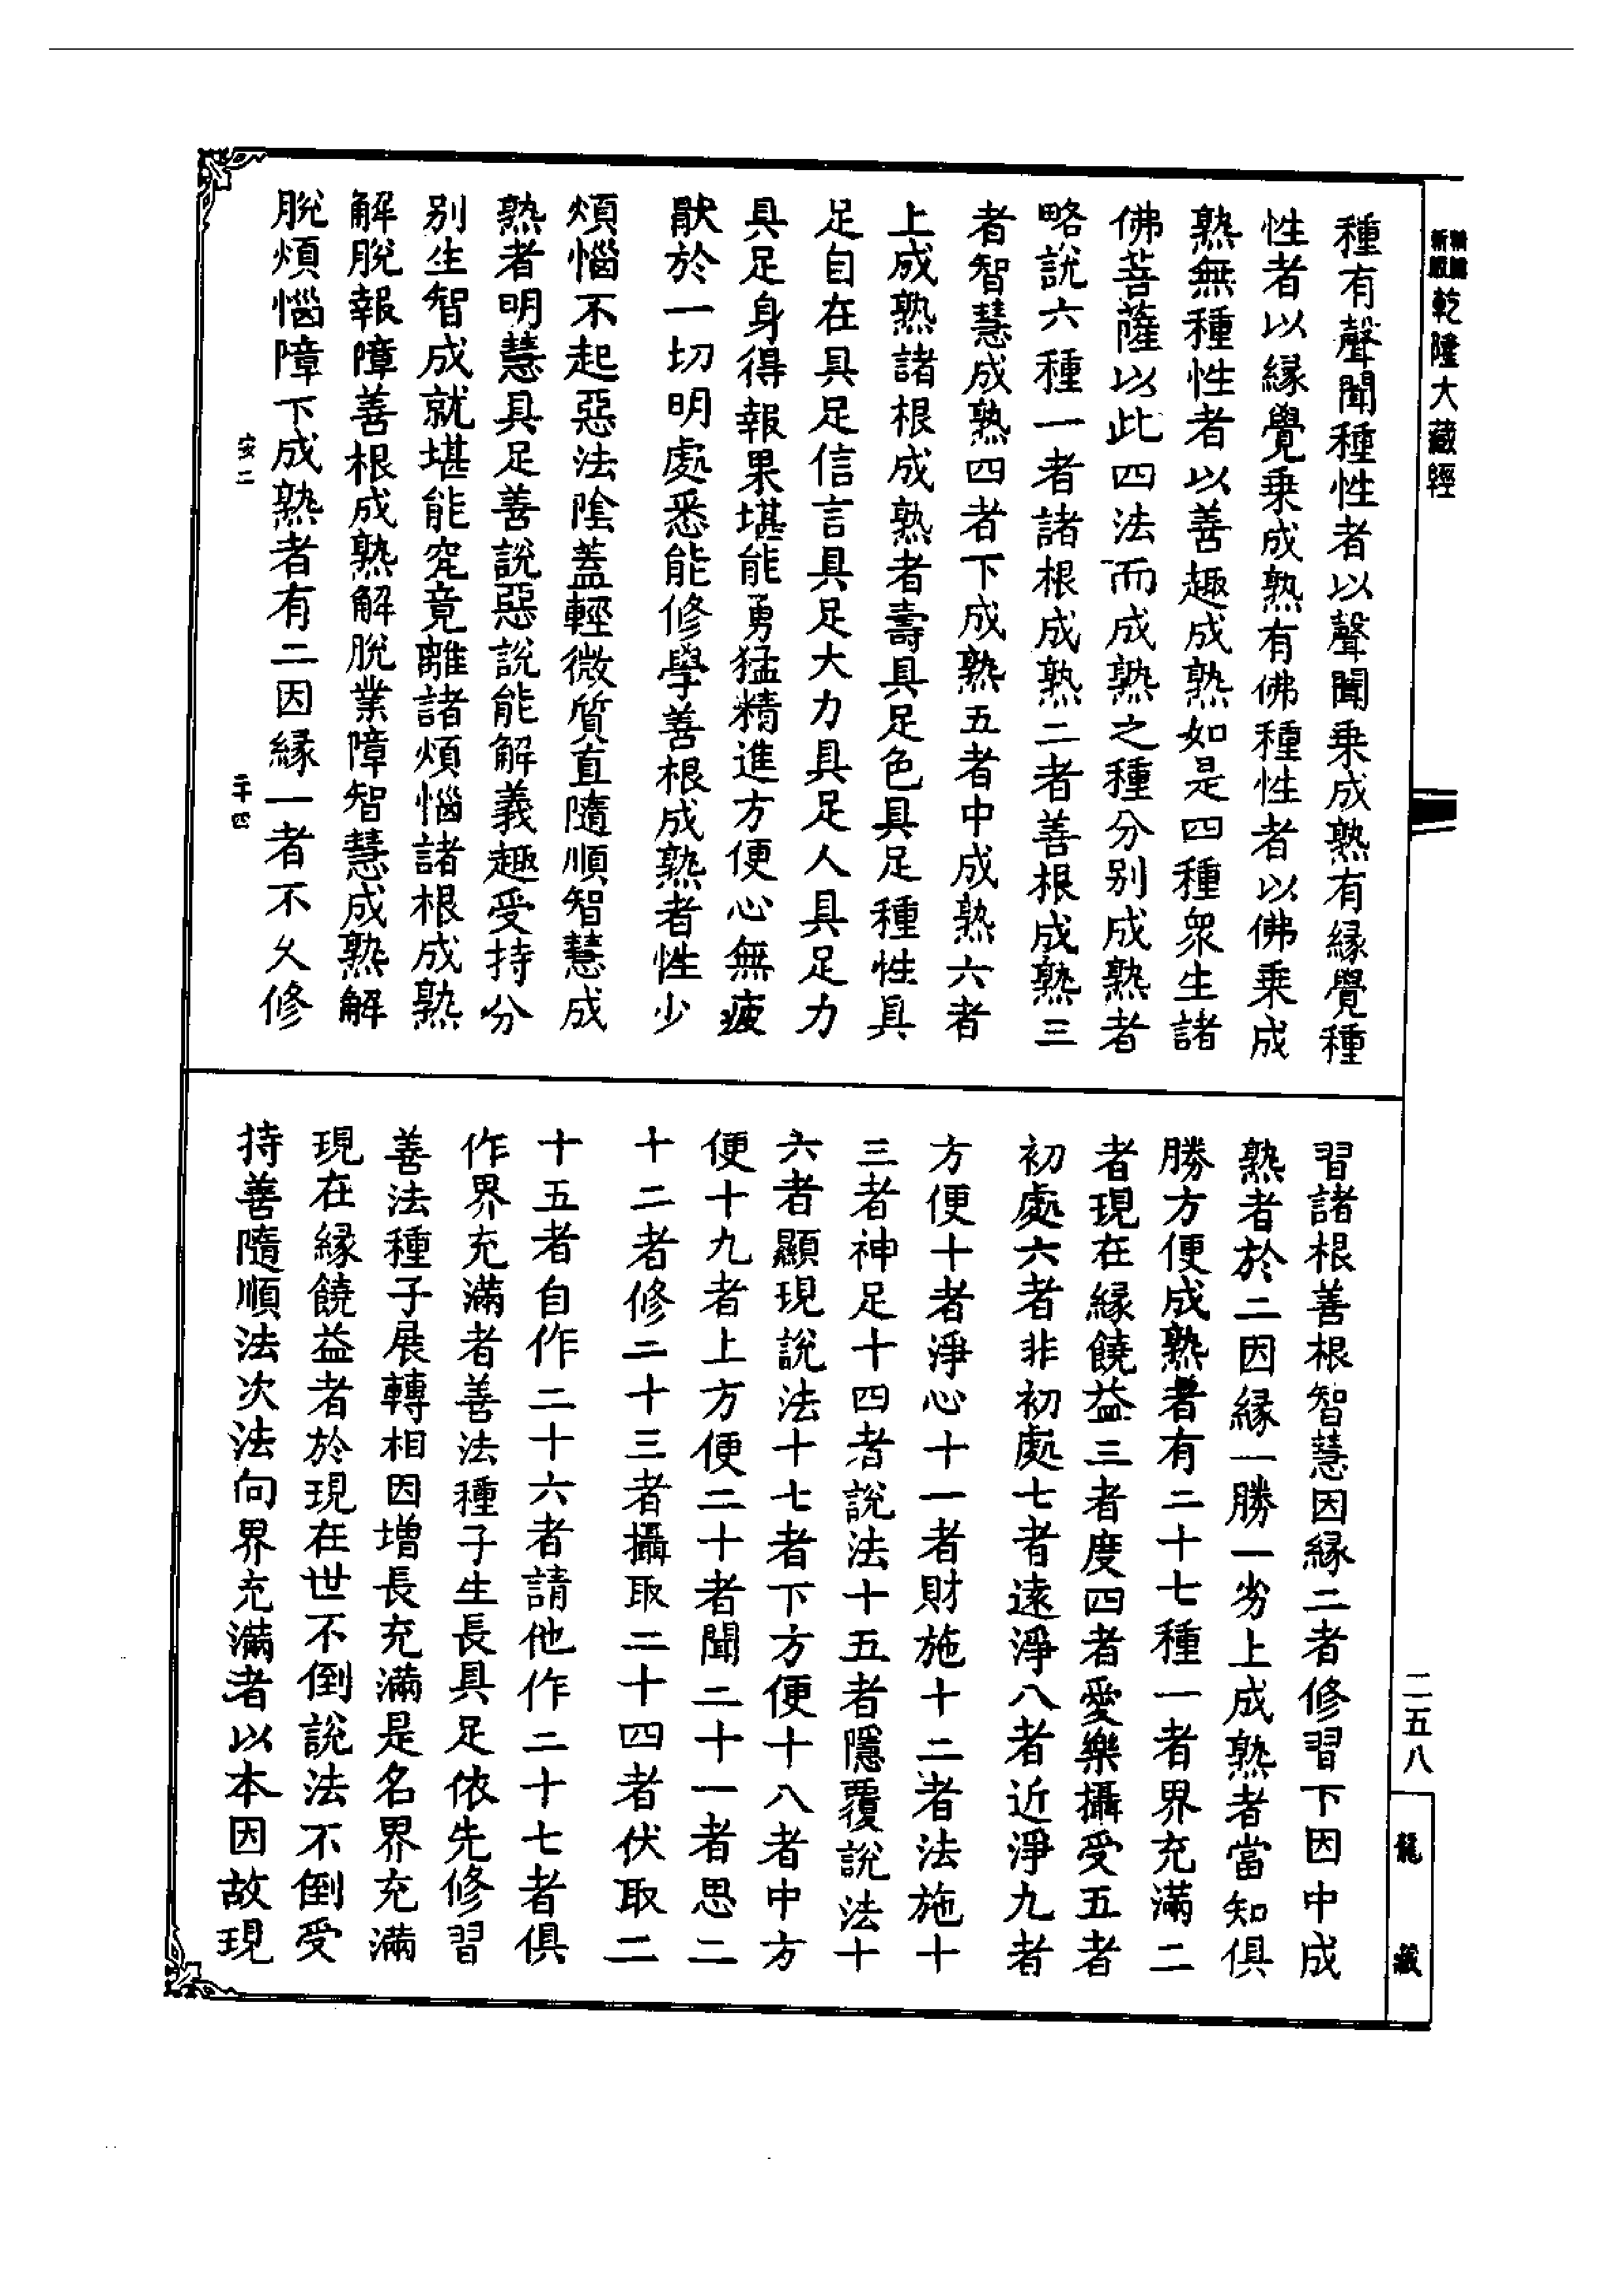 乾隆大藏經
種有聲聞種性者以聲聞乗成熟有縁覺種
性者以縁覺乗成熟有佛種性者以佛乗成
熟無種性者以善趣成熟如是四種衆生諸
佛菩薩以此四法而成熟之種分别成熟者
略説六種一者諸根成熟二者善根成熟三
者智慧成熟四者下成熟五者中成熟六者
上成熟諸根成熟者壽具足色具足種性具
足自在具足信言具足大力具足人具足力
具足身得報果堪能勇猛精進方便心無疲
猒於一切明處悉能修學善根成熟者性少
煩惱不起惡法陰蓋輕微質直隨順智慧成
熟者明慧具足善説惡説能解義趣受持分
别生智成就堪能究竟離諸煩惱諸根成熟
解脫報障善根成熟解脫業障智慧成熟解
脫煩惱障下成熟者有二因縁一者不久修
安二
二十四
習諸根善根智慧因縁二者修習下因中成
熟者於二因縁一勝一劣上成熟者當知俱
勝方便成熟者有二十七種一者界充滿二
者現在縁饒益三者度四者愛樂攝受五者
初處六者非初處七者遠淨八者近淨九者
方便十者淨心十一者財施十二者法施十
三者神足十四者説法十五者隱覆説法十
六者顯現説法十七者下方便十八者中方
便十九者上方便二十者聞二十一者思二
十二者修二十三者攝取二十四者伏取二
十五者自作二十六者請他作二十七者俱
作界充滿者善法種子生長具足依先修習
善法種子展轉相因增長充滿是名界充滿
現在縁饒益者於現在世不倒説法不倒受
持善隨順法次法向界充滿者以本因故現
二五八
龍藏